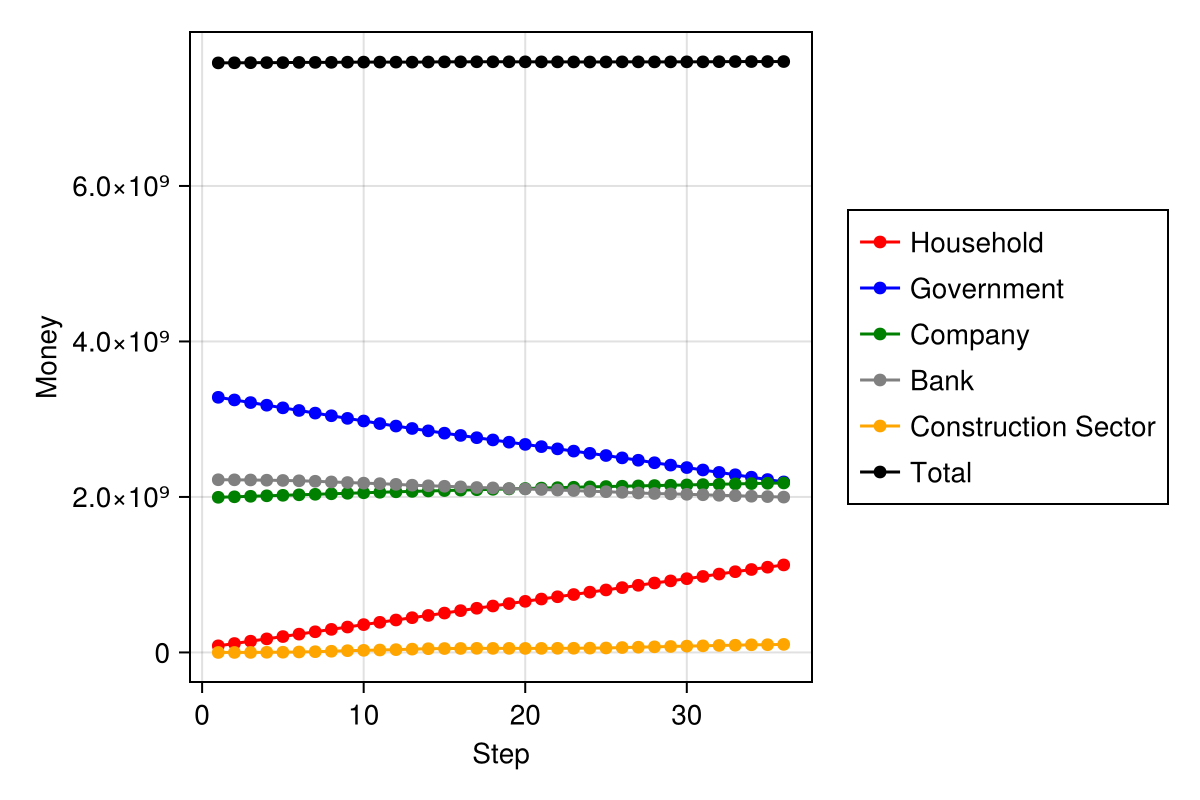 6.0×10⁹
4.0×10⁹
2.0×10⁹
0
Money
0 10 20 30
Step
Household
Government
Company
Bank
Construction Sector
Total